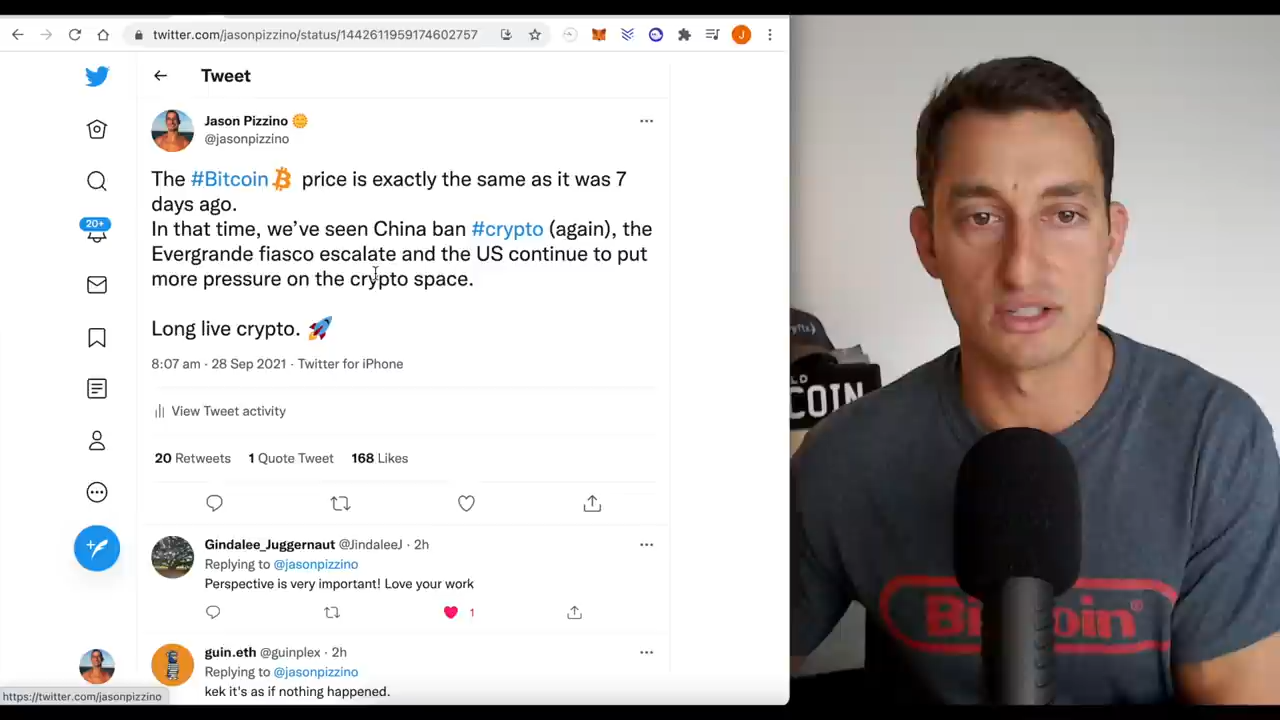 twitter.com/jasonpizzino/status/1442611959174602757
J
Tweet
Jason Pizzino
@jasonpizzino
The #Bitcoin price is exactly the same as it was 7
days ago.
In that time, we've seen China ban #crypto (again), the
Evergrande fiasco escalate and the US continue to put
more pressure on the crypto space.
Long live crypto. 🚀
8:07 am · 28 Sep 2021 · Twitter for iPhone
View Tweet activity
20 Retweets 1 Quote Tweet 168 Likes
20+
Gindalee_Juggernaut @JindaleeJ · 2h
Replying to @jasonpizzino
Perspective is very important! Love your work
1
guin.eth @guinplex · 2h
Replying to @jasonpizzino
kek it's as if nothing happened.
https://twitter.com/jasonpizzino
COIN
Bitcoin®